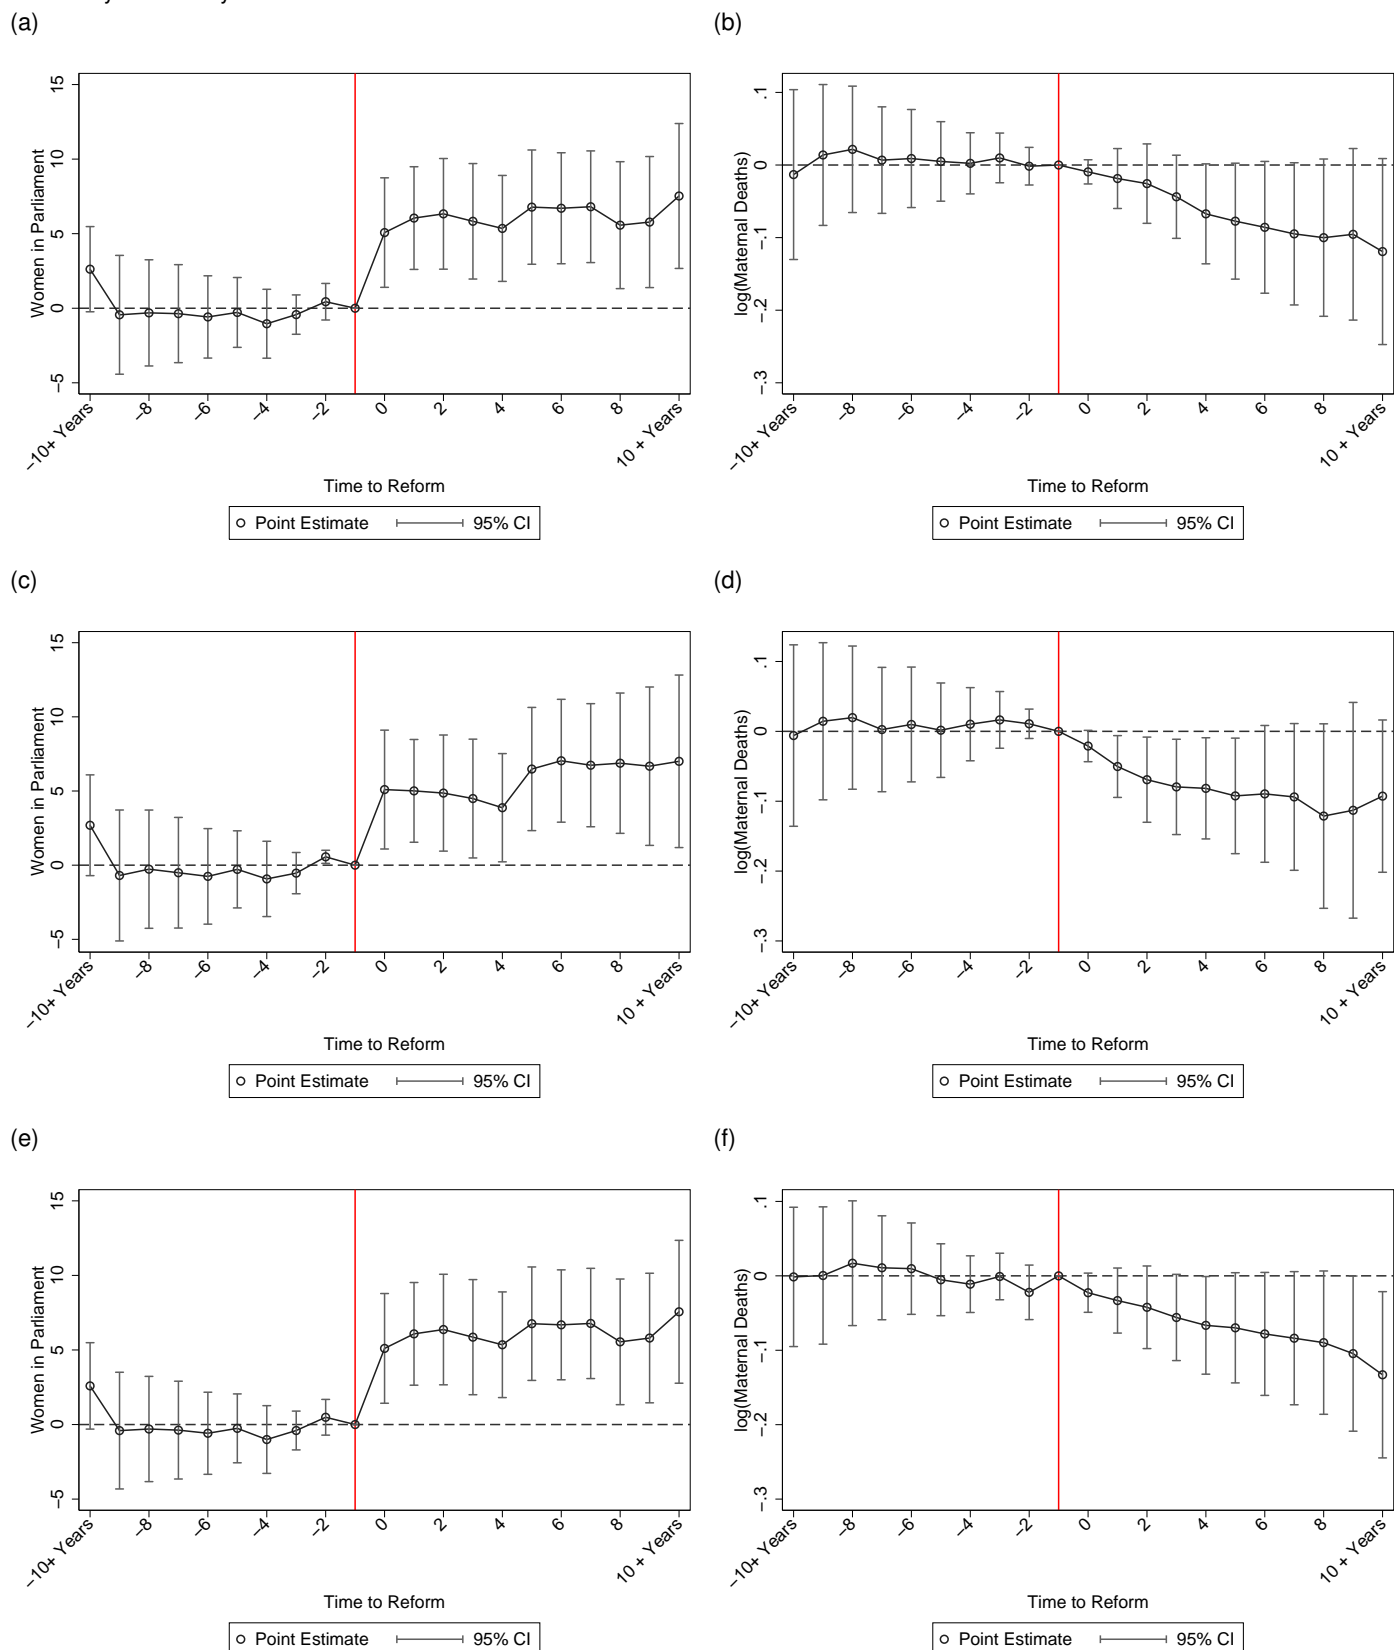 (a)
(b)
Women in Parliament
15
10
5
0
−5
−10+ Years
−8
−6
−4
−2
0
2
4
6
8
10 + Years
Time to Reform
Point Estimate
95% CI
log(Maternal Deaths)
.1
0
−.1
−.2
−.3
−10+ Years
−8
−6
−4
−2
0
2
4
6
8
10 + Years
Time to Reform
Point Estimate
95% CI
(c)
(d)
Women in Parliament
15
10
5
0
−5
−10+ Years
−8
−6
−4
−2
0
2
4
6
8
10 + Years
Time to Reform
Point Estimate
95% CI
log(Maternal Deaths)
.1
0
−.1
−.2
−.3
−10+ Years
−8
−6
−4
−2
0
2
4
6
8
10 + Years
Time to Reform
Point Estimate
95% CI
(e)
(f)
Women in Parliament
15
10
5
0
−5
−10+ Years
−8
−6
−4
−2
0
2
4
6
8
10 + Years
Time to Reform
Point Estimate
95% CI
log(Maternal Deaths)
.1
0
−.1
−.2
−.3
−10+ Years
−8
−6
−4
−2
0
2
4
6
8
10 + Years
Time to Reform
Point Estimate
95% CI